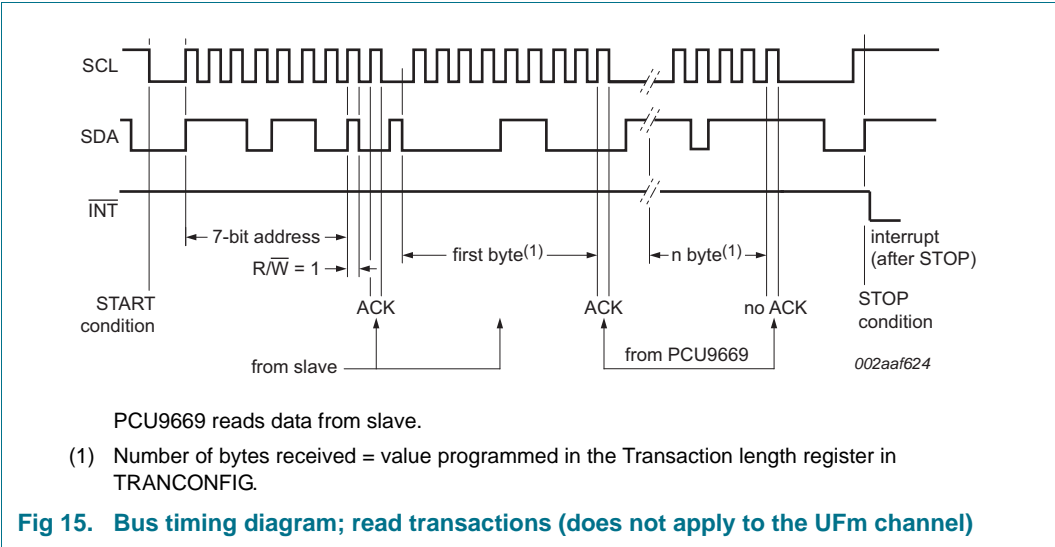 SCL
SDA
INT
7-bit address
first byte(1)
n byte(1)
interrupt
(after STOP)
R/W = 1
START
condition
ACK
ACK
no ACK
STOP
condition
from slave
from PCU9669
002aaf624
PCU9669 reads data from slave.
(1) Number of bytes received = value programmed in the Transaction length register in
TRANCONFIG.
Fig 15. Bus timing diagram; read transactions (does not apply to the UFm channel)